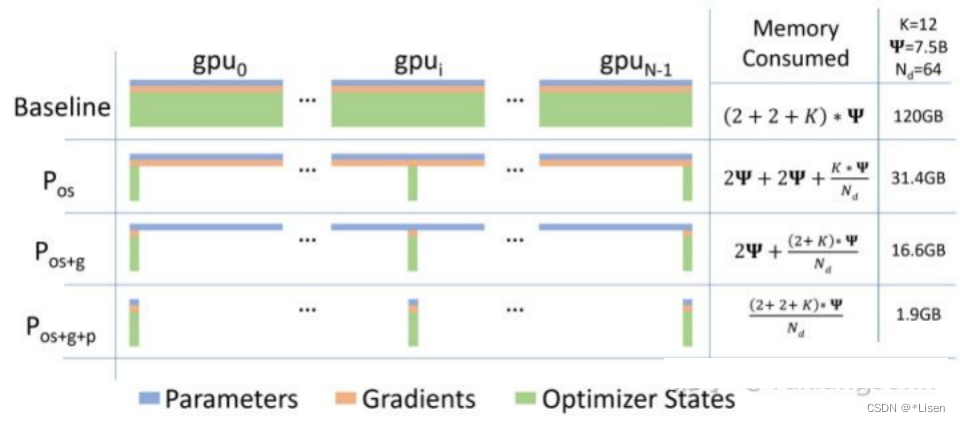 gpu0 gpui gpuN-1 Memory Consumed K=12 Ψ=7.5B Nd=64
Baseline ... ... (2 + 2 + K) * Ψ 120GB
Pos ... ... 2Ψ + 2Ψ + K * Ψ / Nd 31.4GB
Pos+g ... ... 2Ψ + (2+K)* Ψ / Nd 16.6GB
Pos+g+p ... ... (2+ 2+ K)* Ψ / Nd 1.9GB
Parameters Gradients Optimizer States
CSDN @*Lisen